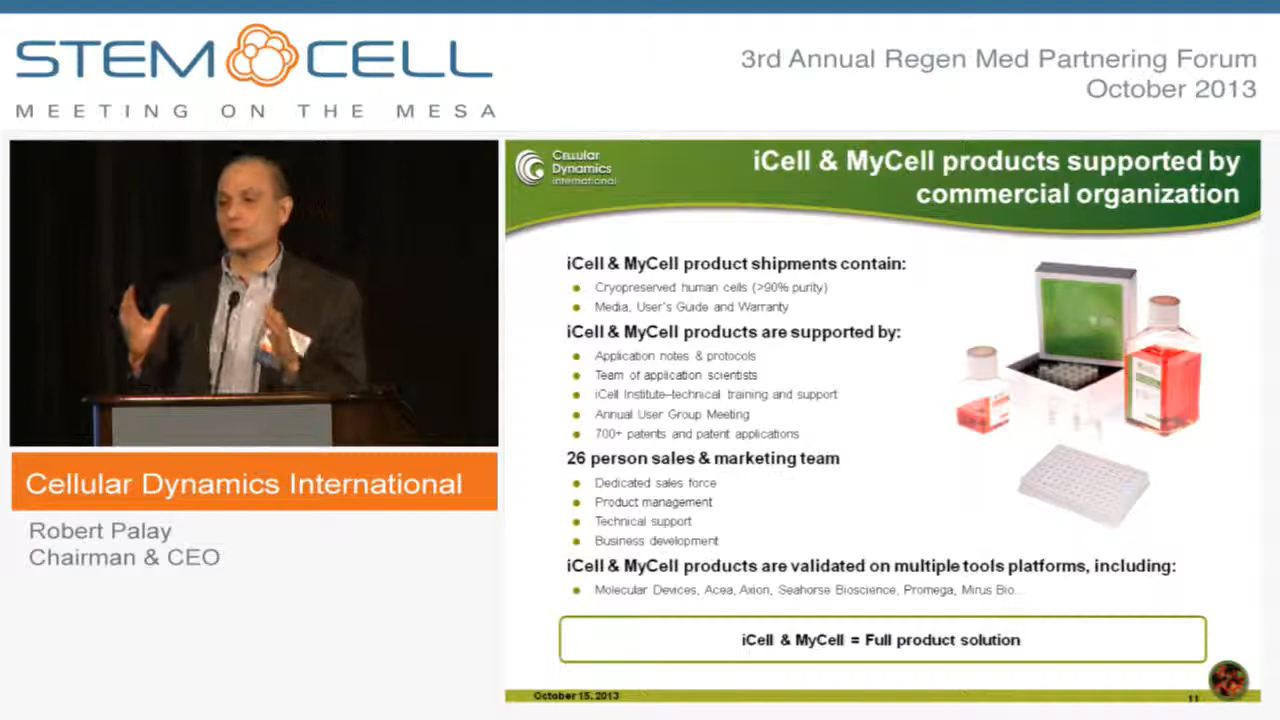 STEM CELL
MEETING ON THE MESA
3rd Annual Regen Med Partnering Forum
October 2013
Cellular Dynamics International
Robert Palay
Chairman & CEO
Cellular
Dynamics
international
iCell & MyCell products supported by
commercial organization
iCell & MyCell product shipments contain:
Cryopreserved human cells (>90% purity)
Media, User's Guide and Warranty
iCell & MyCell products are supported by:
Application notes & protocols
Team of application scientists
iCell Institute–technical training and support
Annual User Group Meeting
700+ patents and patent applications
26 person sales & marketing team
Dedicated sales force
Product management
Technical support
Business development
iCell & MyCell products are validated on multiple tools platforms, including:
Molecular Devices, Acea, Axion, Seahorse Bioscience, Promega, Mirus Bio...
iCell & MyCell = Full product solution
October 15, 2013
11